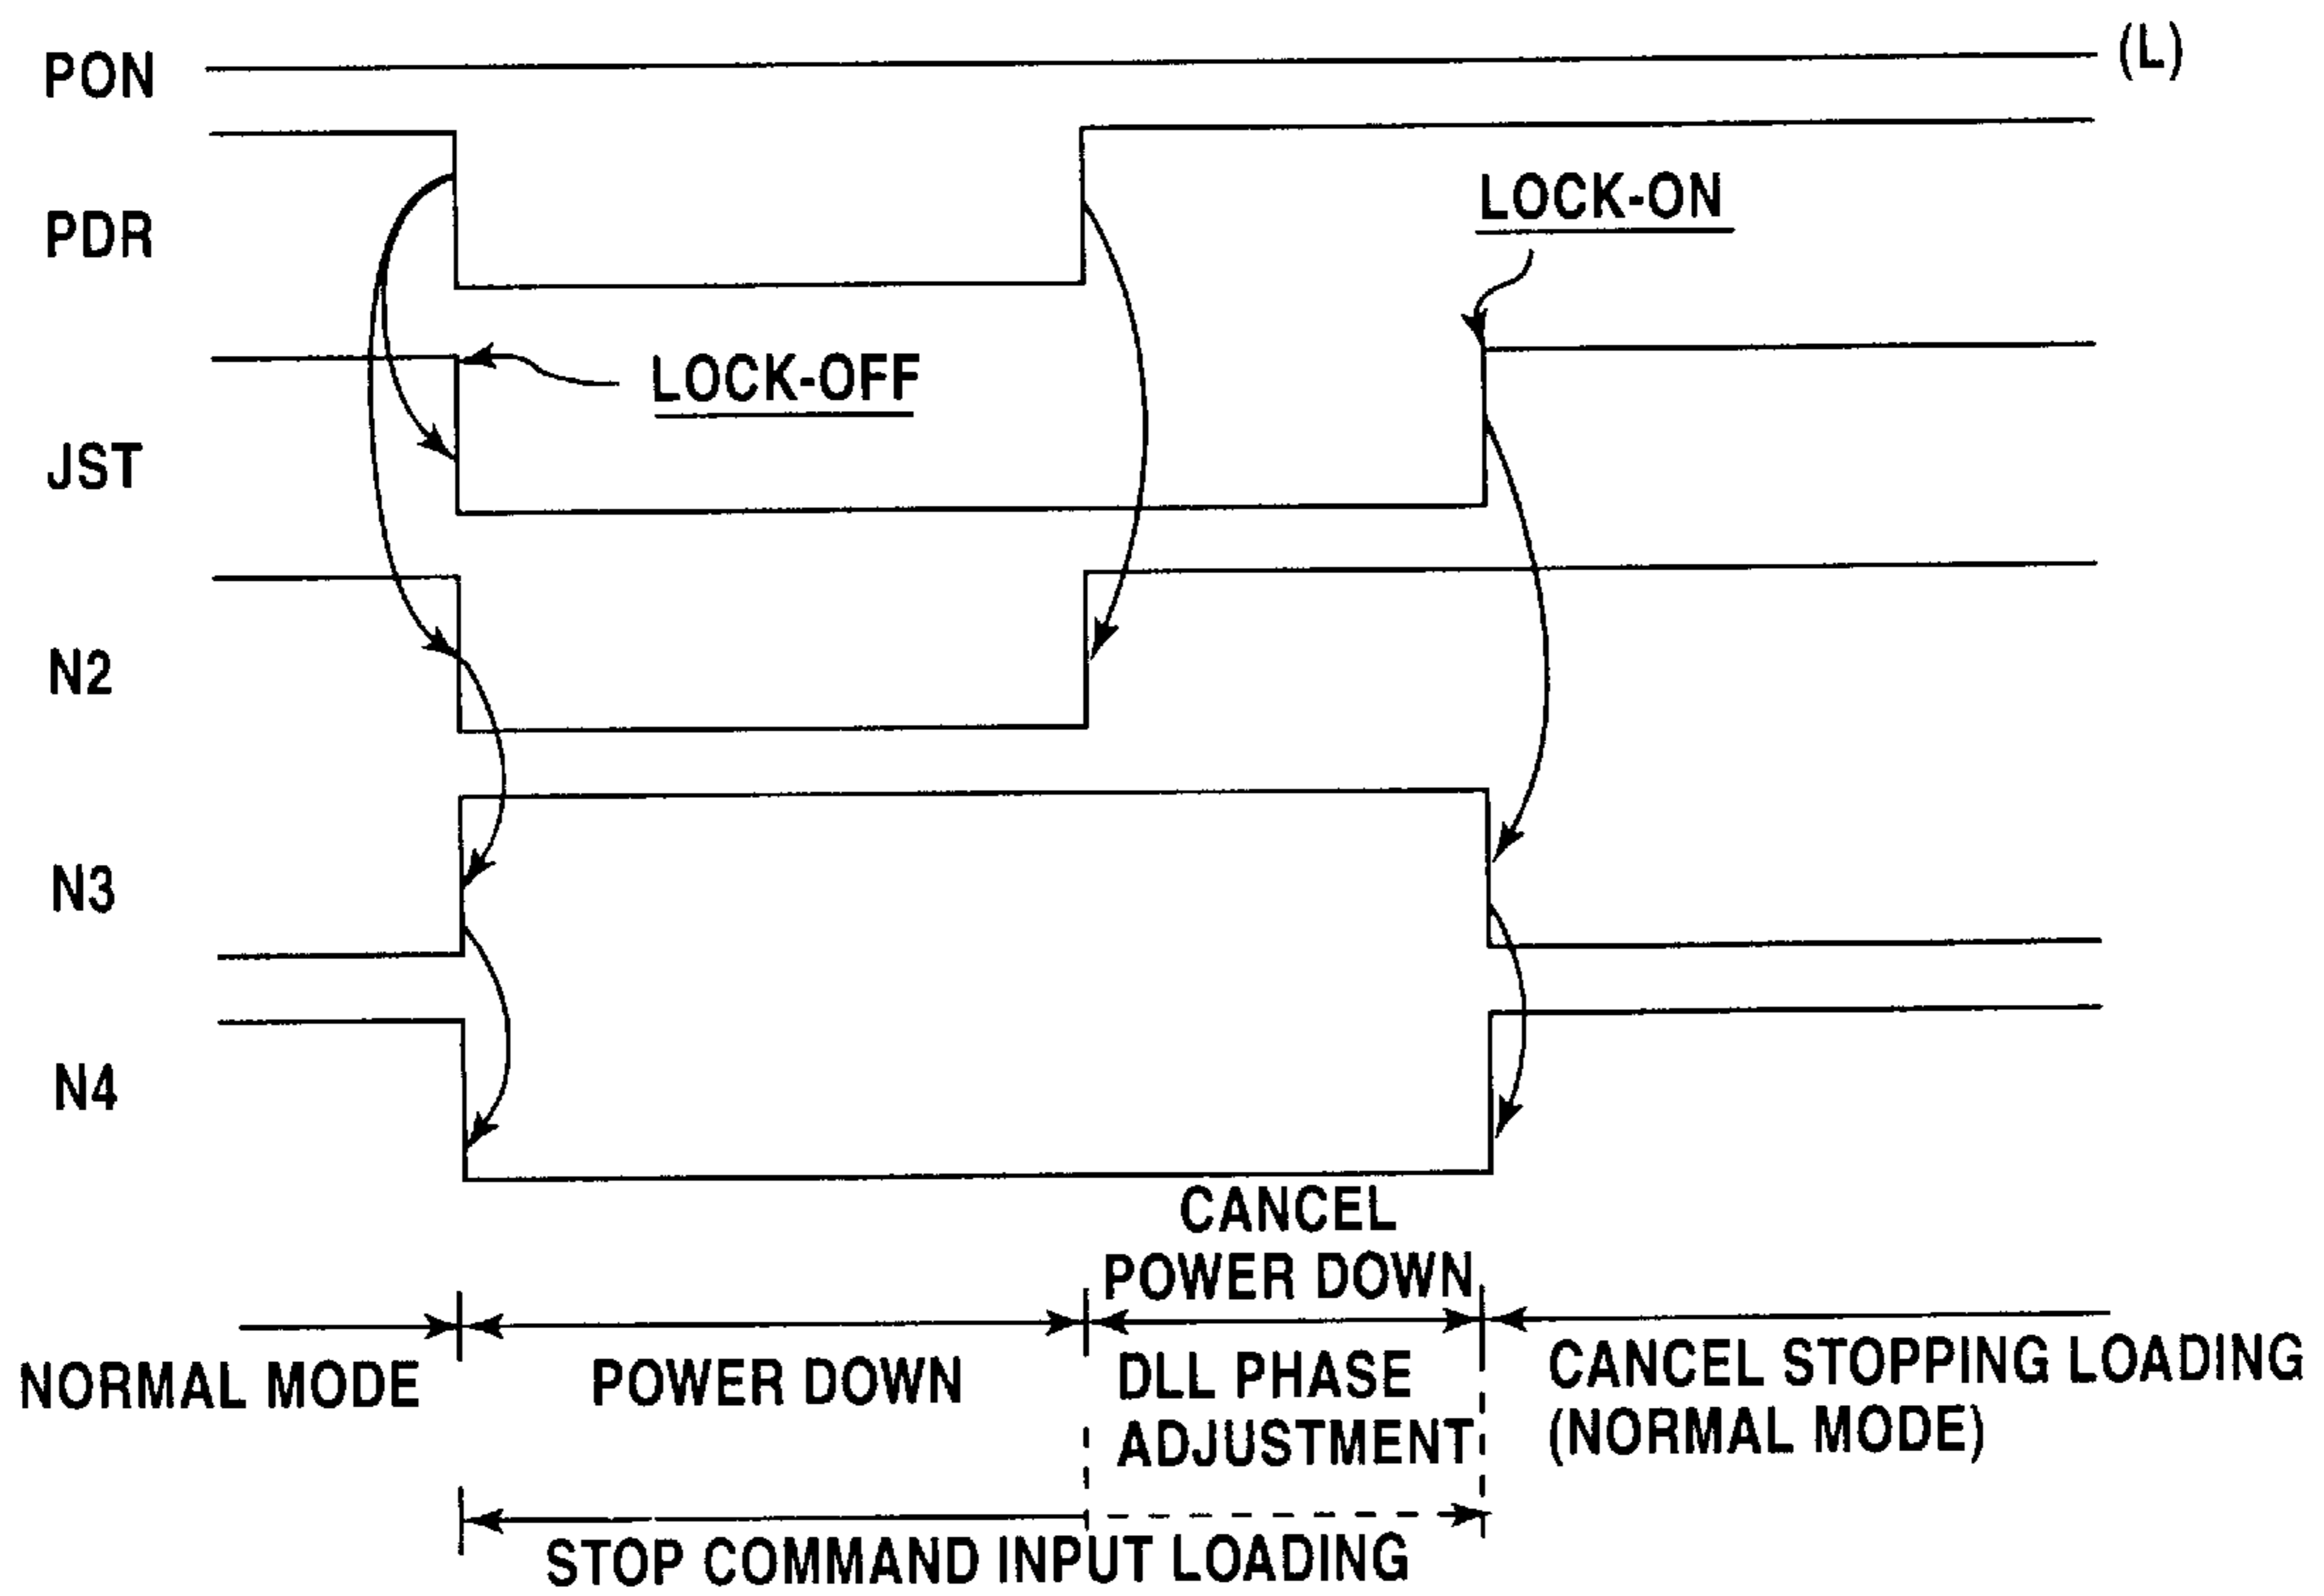 PON
(L)
PDR
LOCK-ON
LOCK-OFF
JST
N2
N3
N4
CANCEL
POWER DOWN
NORMAL MODE
POWER DOWN
DLL PHASE
ADJUSTMENT
CANCEL STOPPING LOADING
(NORMAL MODE)
STOP COMMAND INPUT LOADING